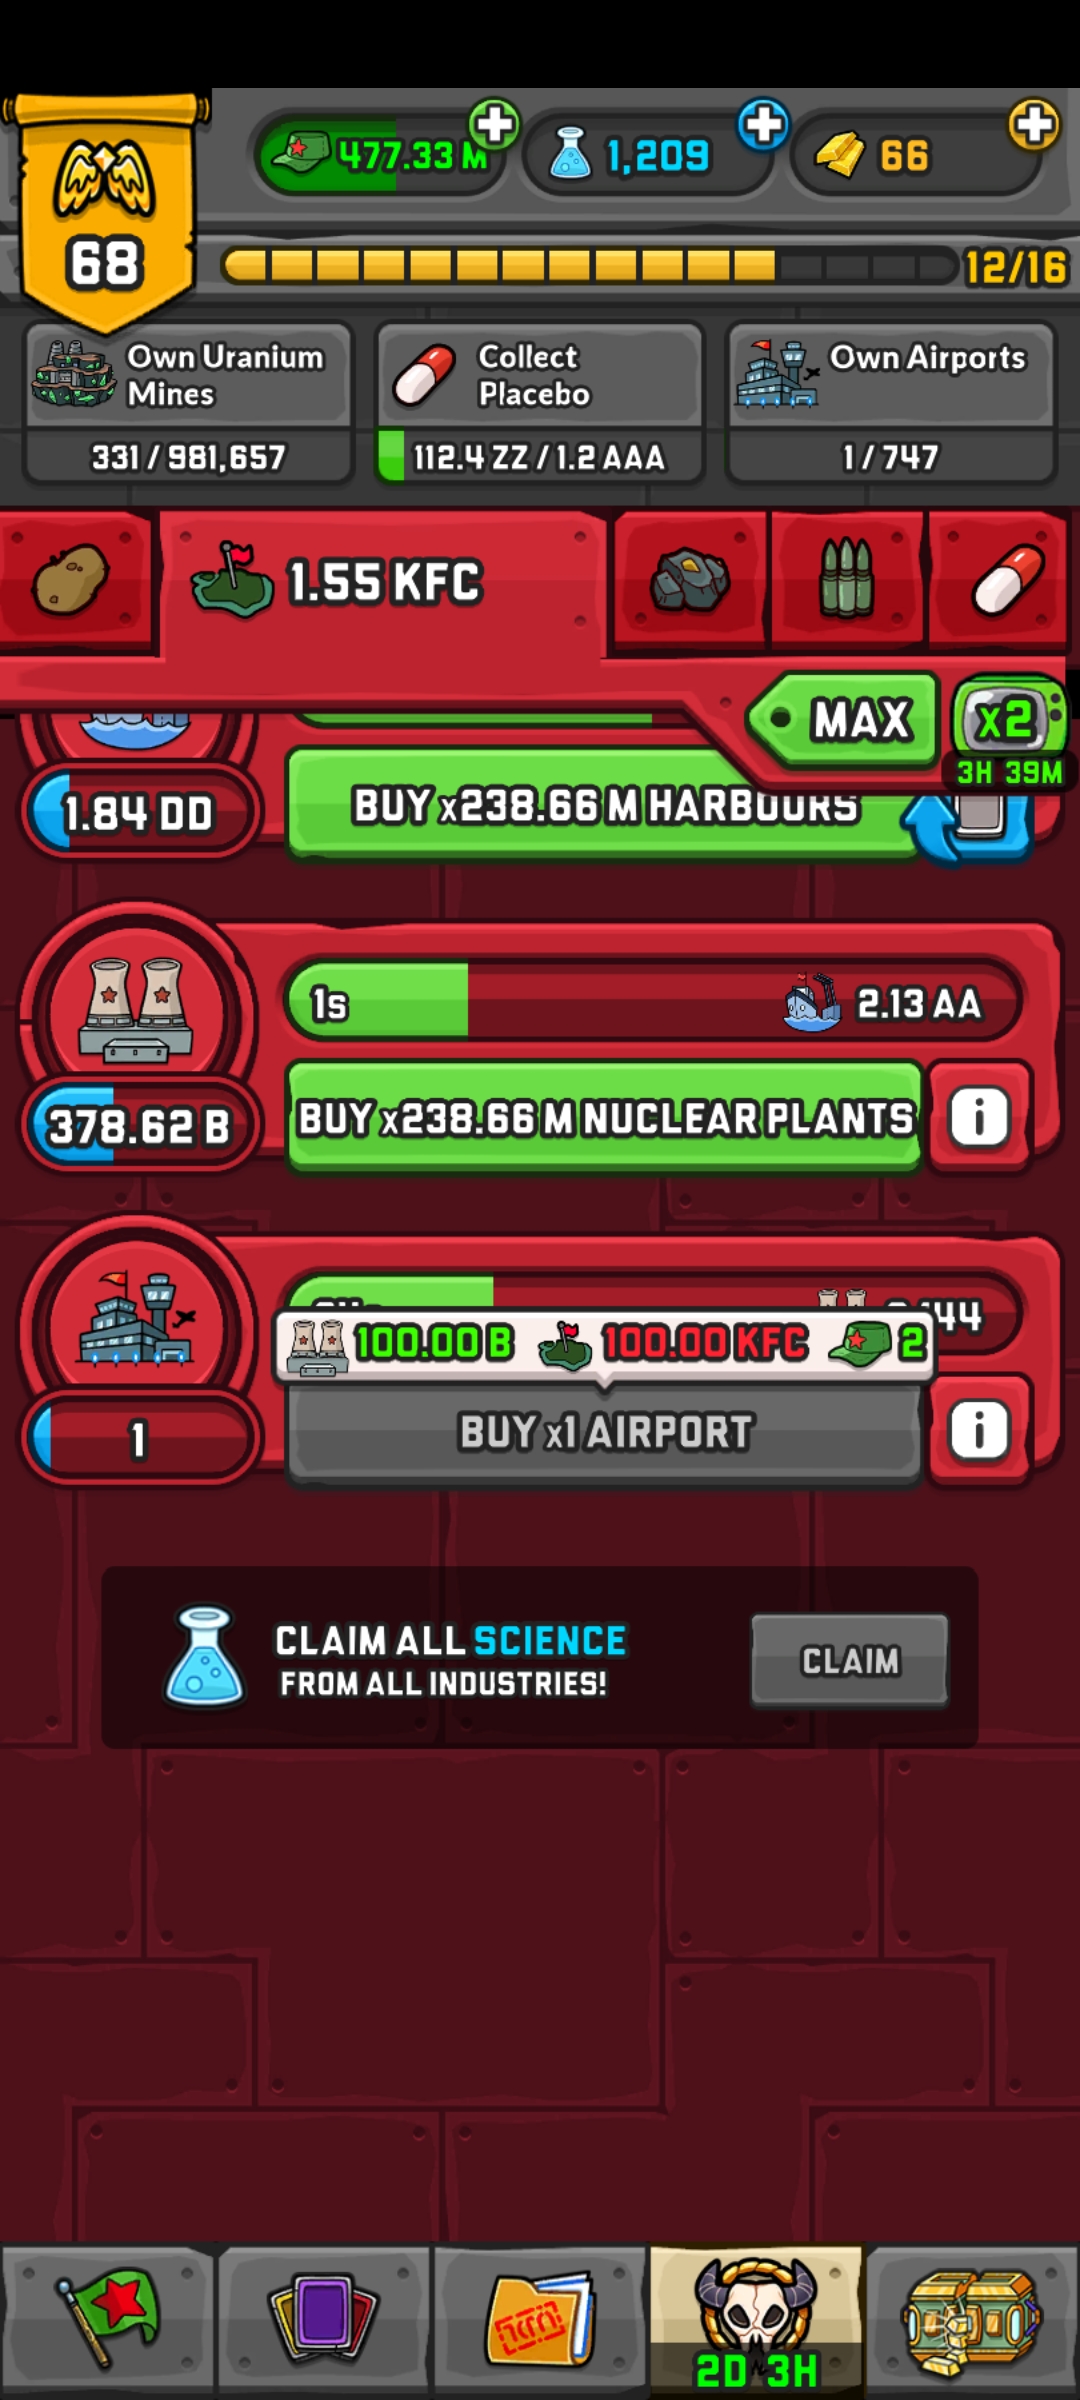 477.33 M
1,209
66
68
12/16
Own Uranium
Mines
331 / 981,657
Collect
Placebo
112.4 ZZ / 1.2 AAA
Own Airports
1 / 747
1.55 KFC
MAX
x2
3H 39M
1.84 DD
BUY x238.66 M HARBOURS
1s
2.13 AA
378.62 B
BUY x238.66 M NUCLEAR PLANTS
i
100.00 B
100.00 KFC
2
1
BUY x1 AIRPORT
i
CLAIM ALL SCIENCE
FROM ALL INDUSTRIES!
CLAIM
2D 3H